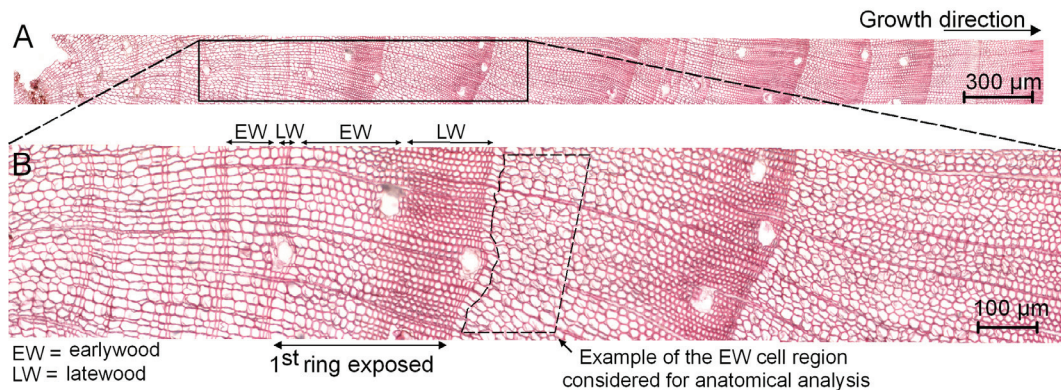 Growth direction
A
300 µm
EW LW EW LW
B
100 µm
EW = earlywood
LW = latewood
1st ring exposed
Example of the EW cell region
considered for anatomical analysis